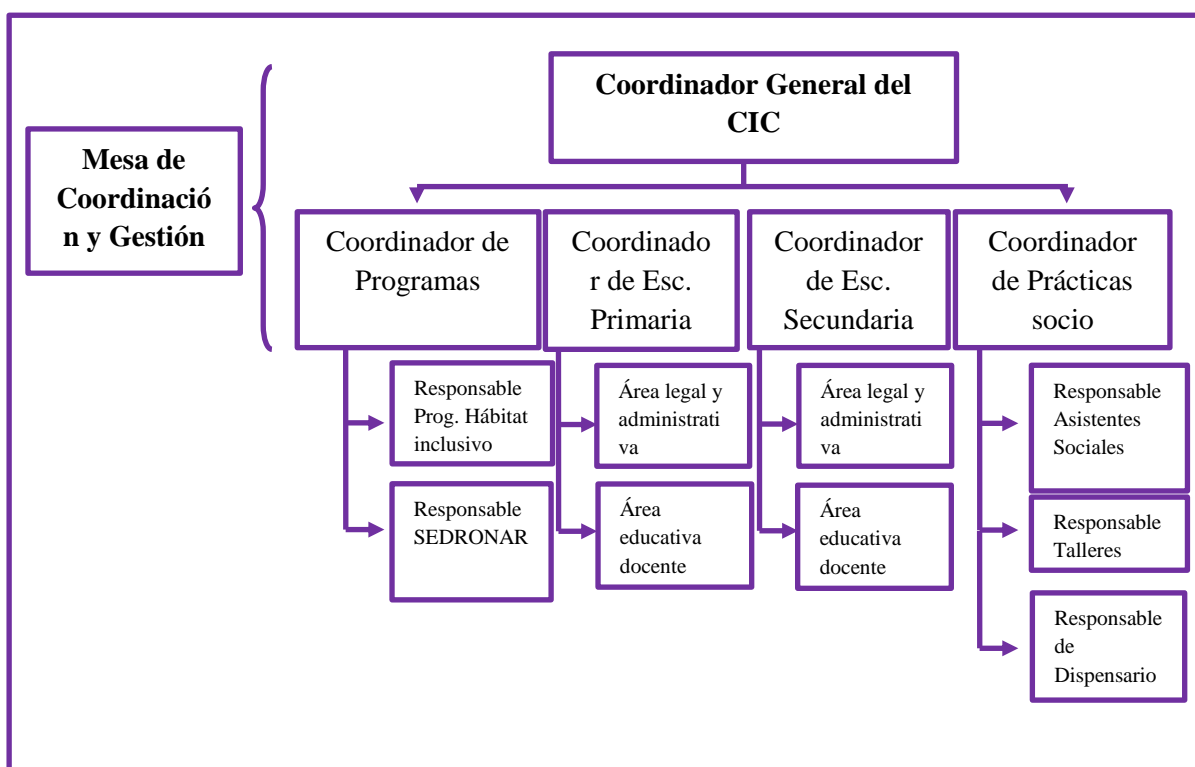 Coordinador General del
CIC
Mesa de
Coordinació
n y Gestión
Coordinador de
Programas
Coordinado
r de Esc.
Primaria
Coordinador
de Esc.
Secundaria
Coordinador
de Prácticas
socio
Responsable
Prog. Hábitat
inclusivo
Área legal y
administrati
va
Área legal y
administrati
va
Responsable
Asistentes
Sociales
Responsable
SEDRONAR
Área
educativa
docente
Área
educativa
docente
Responsable
Talleres
Responsable
de
Dispensario